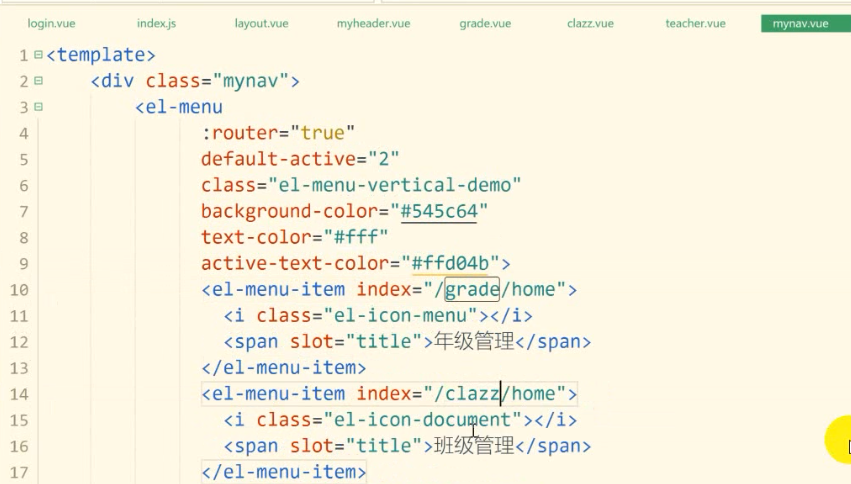 login.vue index.js layout.vue myheader.vue grade.vue clazz.vue teacher.vue mynav.vue
1 <template>
2 <div class="mynav">
3 <el-menu
4 :router="true"
5 default-active="2"
6 class="el-menu-vertical-demo"
7 background-color="#545c64"
8 text-color="#fff"
9 active-text-color="#ffd04b">
10 <el-menu-item index="/grade/home">
11 <i class="el-icon-menu"></i>
12 <span slot="title">年级管理</span>
13 </el-menu-item>
14 <el-menu-item index="/clazz/home">
15 <i class="el-icon-document"></i>
16 <span slot="title">班级管理</span>
17 </el-menu-item>